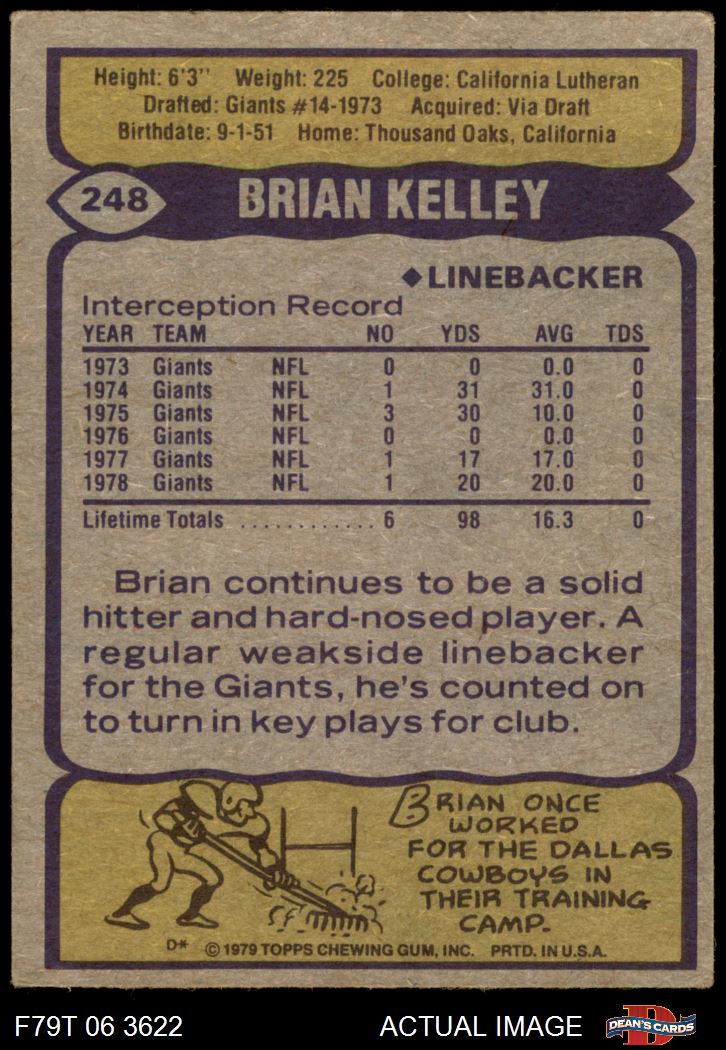 Height: 6'3'' Weight: 225 College: California Lutheran
Drafted: Giants #14-1973 Acquired: Via Draft
Birthdate: 9-1-51 Home: Thousand Oaks, California
248 BRIAN KELLEY
◆LINEBACKER
Interception Record
YEAR TEAM NO YDS AVG TDS
1973 Giants NFL 0 0 0.0 0
1974 Giants NFL 1 31 31.0 0
1975 Giants NFL 3 30 10.0 0
1976 Giants NFL 0 0 0.0 0
1977 Giants NFL 1 17 17.0 0
1978 Giants NFL 1 20 20.0 0
Lifetime Totals ............ 6 98 16.3 0
Brian continues to be a solid
hitter and hard-nosed player. A
regular weakside linebacker
for the Giants, he's counted on
to turn in key plays for club.
BRIAN ONCE
WORKED
FOR THE DALLAS
COWBOYS IN
THEIR TRAINING
CAMP.
D* © 1979 TOPPS CHEWING GUM, INC. PRTD. IN U.S.A.
F79T 06 3622 ACTUAL IMAGE D DEAN'S CARDS